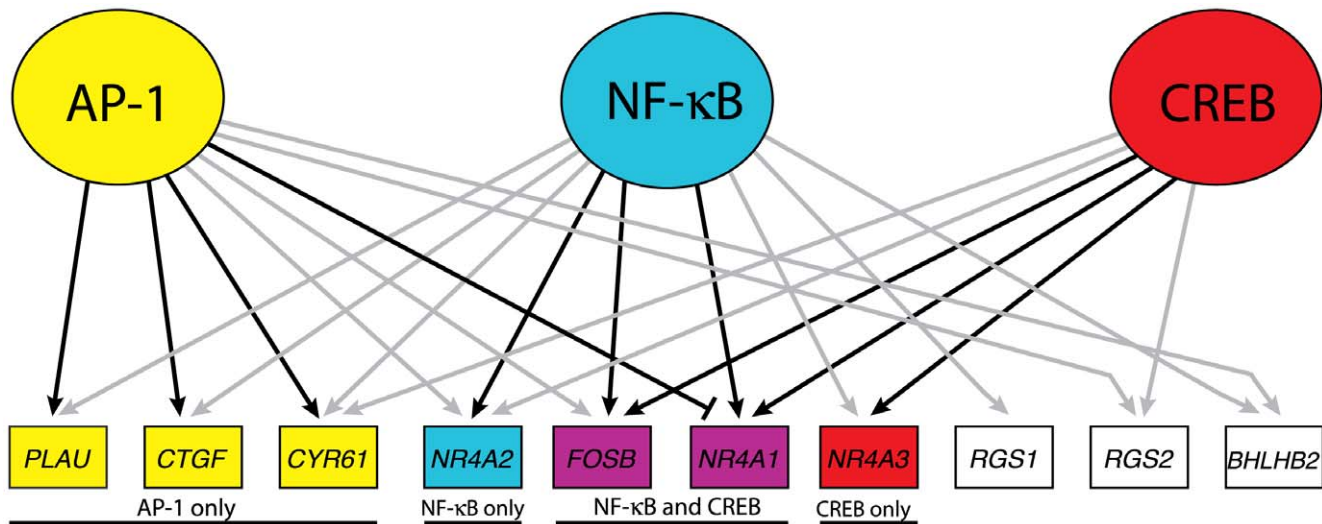 AP-1
NF-κB
CREB
PLAU
CTGF
CYR61
NR4A2
FOSB
NR4A1
NR4A3
RGS1
RGS2
BHLHB2
AP-1 only
NF-κB only
NF-κB and CREB
CREB only